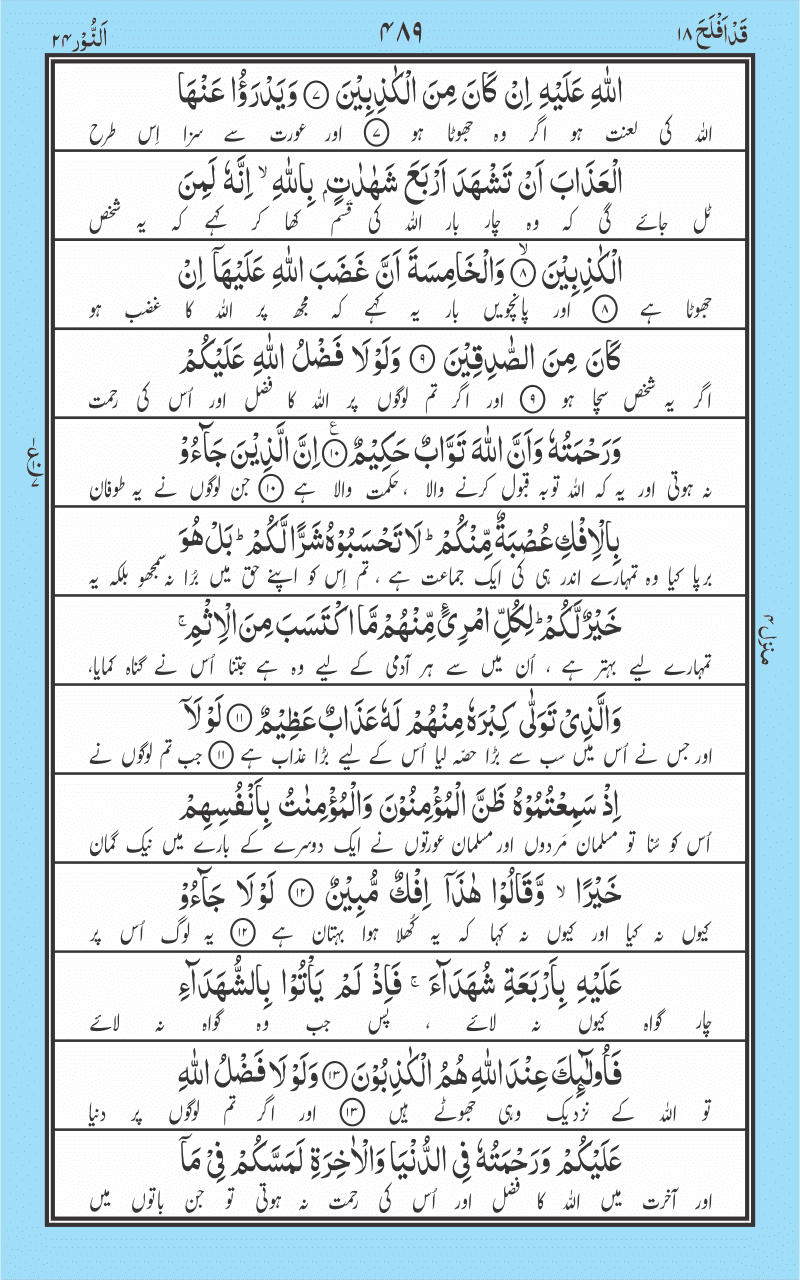 قَدْ اَفْلَحَ ١٨
۴۸۹
اَلنُّوْر ٢٤
اللّٰهِ عَلَيْهِ اِنْ كَانَ مِنَ الْكٰذِبِيْنَ ﴿٧﴾ وَيَدْرَؤُا عَنْهَا
اللہ کی لعنت ہو اگر وہ جھوٹا ہو ﴿٧﴾ اور عورت سے سزا اِس طرح
الْعَذَابَ اَنْ تَشْهَدَ اَرْبَعَ شَهٰدٰتٍۭ بِاللّٰهِ ۙ اِنَّهٗ لَمِنَ
ٹل جائے گی کہ وہ چار بار اللہ کی قسم کھا کر کہے کہ یہ شخص
الْكٰذِبِيْنَ ﴿٨﴾ ۙ وَالْخَامِسَةَ اَنَّ غَضَبَ اللّٰهِ عَلَيْهَاۤ اِنْ
جھوٹا ہے ﴿٨﴾ اور پانچویں بار یہ کہے کہ مجھ پر اللہ کا غضب ہو
كَانَ مِنَ الصّٰدِقِيْنَ ﴿٩﴾ وَلَوْلَا فَضْلُ اللّٰهِ عَلَيْكُمْ
اگر یہ شخص سچا ہو ﴿٩﴾ اور اگر تم لوگوں پر اللہ کا فضل اور اُس کی رحمت
وَرَحْمَتُهٗ وَاَنَّ اللّٰهَ تَوَّابٌ حَكِيْمٌ ﴿١٠﴾ ع اِنَّ الَّذِيْنَ جَآءُوْ
نہ ہوتی اور یہ کہ اللہ توبہ قبول کرنے والا ، حکمت والا ہے ﴿١٠﴾ جن لوگوں نے یہ طوفان
بِالْاِفْكِ عُصْبَةٌ مِّنْكُمْ ؕ لَا تَحْسَبُوْهُ شَرًّا لَّكُمْ ؕ بَلْ هُوَ
برپا کیا وہ تمہارے اندر ہی کی ایک جماعت ہے ، تم اِس کو اپنے حق میں بُرا نہ سمجھو بلکہ یہ
خَيْرٌ لَّكُمْ ؕ لِكُلِّ امْرِئٍ مِّنْهُمْ مَّا اكْتَسَبَ مِنَ الْاِثْمِ ۚ
منزل ۴
تمہارے لیے بہتر ہے ، اُن میں سے ہر آدمی کے لیے وہ ہے جتنا اُس نے گناہ کمایا،
وَالَّذِيْ تَوَلّٰى كِبْرَهٗ مِنْهُمْ لَهٗ عَذَابٌ عَظِيْمٌ ﴿١١﴾ لَوْلَاۤ
اور جس نے اُس میں سب سے بڑا حصّہ لیا اُس کے لیے بڑا عذاب ہے ﴿١١﴾ جب تم لوگوں نے
اِذْ سَمِعْتُمُوْهُ ظَنَّ الْمُؤْمِنُوْنَ وَالْمُؤْمِنٰتُ بِاَنْفُسِهِمْ
اُس کو سُنا تو مسلمان مَردوں اور مسلمان عورتوں نے ایک دوسرے کے بارے میں نیک گمان
خَيْرًا ۙ وَّقَالُوْا هٰذَاۤ اِفْكٌ مُّبِيْنٌ ﴿١٢﴾ لَوْلَا جَآءُوْ
کیوں نہ کیا اور کیوں نہ کہا کہ یہ کُھلا ہوا بہتان ہے ﴿١٢﴾ یہ لوگ اُس پر
عَلَيْهِ بِاَرْبَعَةِ شُهَدَآءَ ۚ فَاِذْ لَمْ يَاْتُوْا بِالشُّهَدَآءِ
چار گواہ کیوں نہ لائے ، پس جب وہ گواہ نہ لائے
فَاُولٰٓئِكَ عِنْدَ اللّٰهِ هُمُ الْكٰذِبُوْنَ ﴿١٣﴾ وَلَوْلَا فَضْلُ اللّٰهِ
تو اللہ کے نزدیک وہی جھوٹے ہیں ﴿١٣﴾ اور اگر تم لوگوں پر دنیا
عَلَيْكُمْ وَرَحْمَتُهٗ فِي الدُّنْيَا وَالْاٰخِرَةِ لَمَسَّكُمْ فِيْ مَاۤ
اور آخرت میں اللہ کا فضل اور اُس کی رحمت نہ ہوتی تو جن باتوں میں